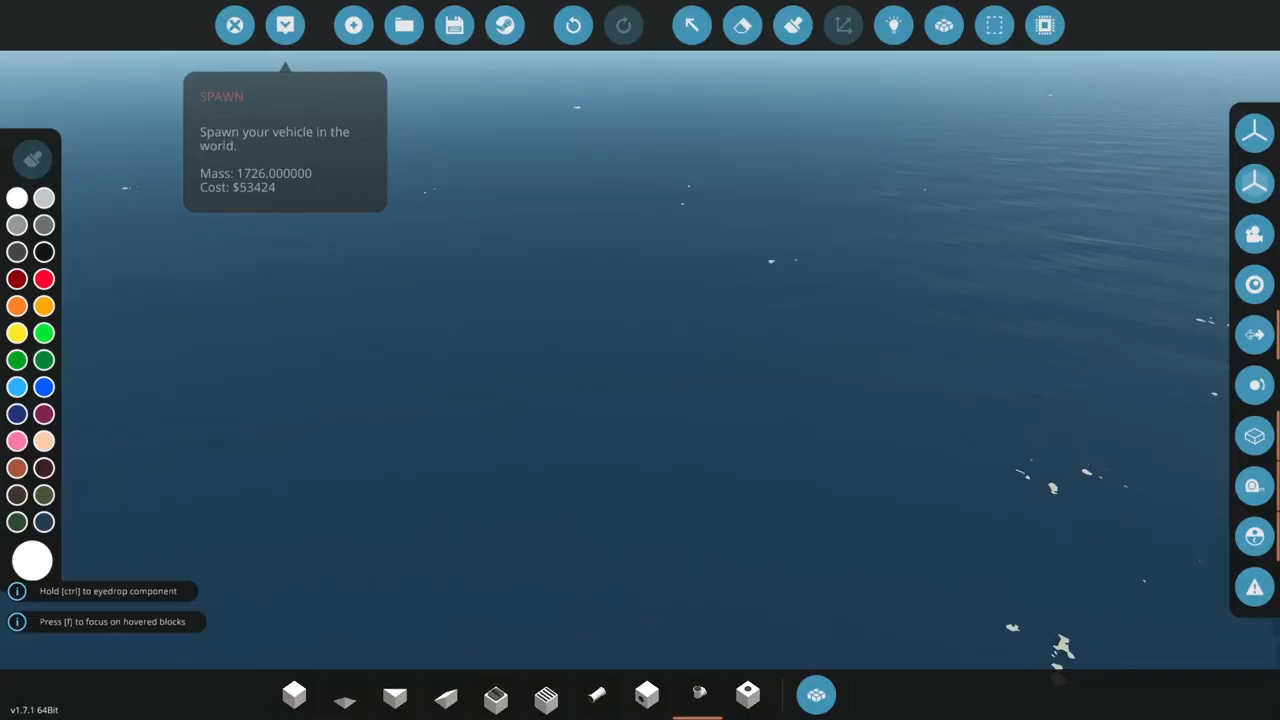 SPAWN
Spawn your vehicle in the
world.
Mass: 1726.000000
Cost: $53424
Hold [ctrl] to eyedrop component
Press [f] to focus on hovered blocks
v1.7.1 64Bit